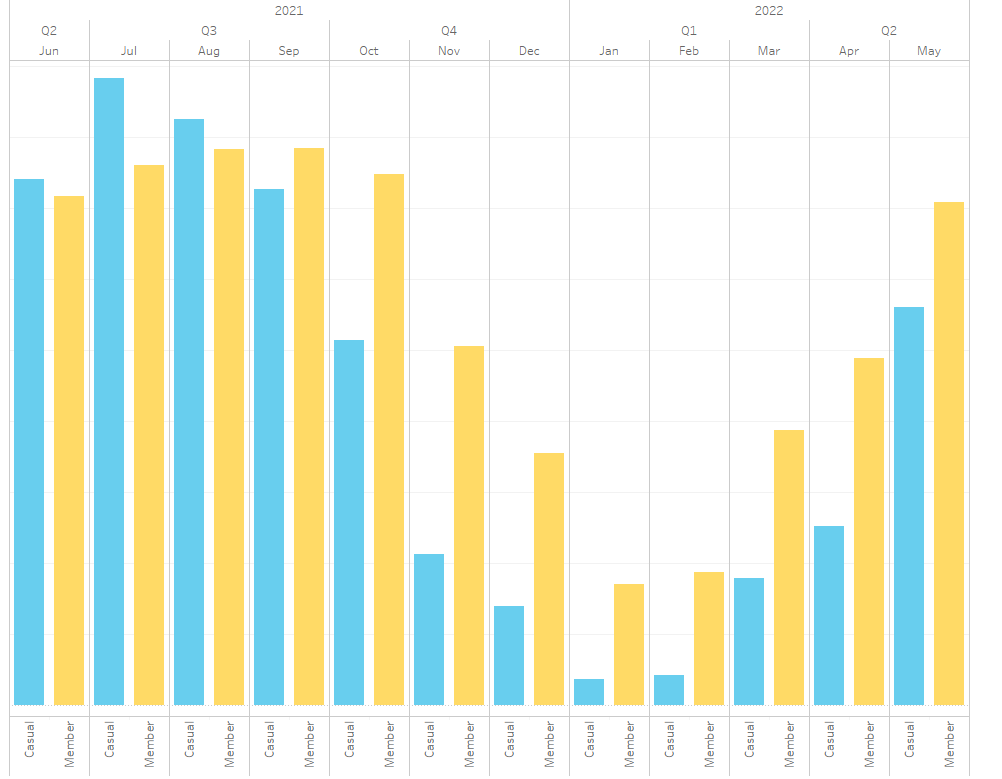 2021 2022
Q2 Q3 Q4 Q1 Q2
Jun Jul Aug Sep Oct Nov Dec Jan Feb Mar Apr May
Casual Member Casual Member Casual Member Casual Member Casual Member Casual Member Casual Member Casual Member Casual Member Casual Member Casual Member Casual Member